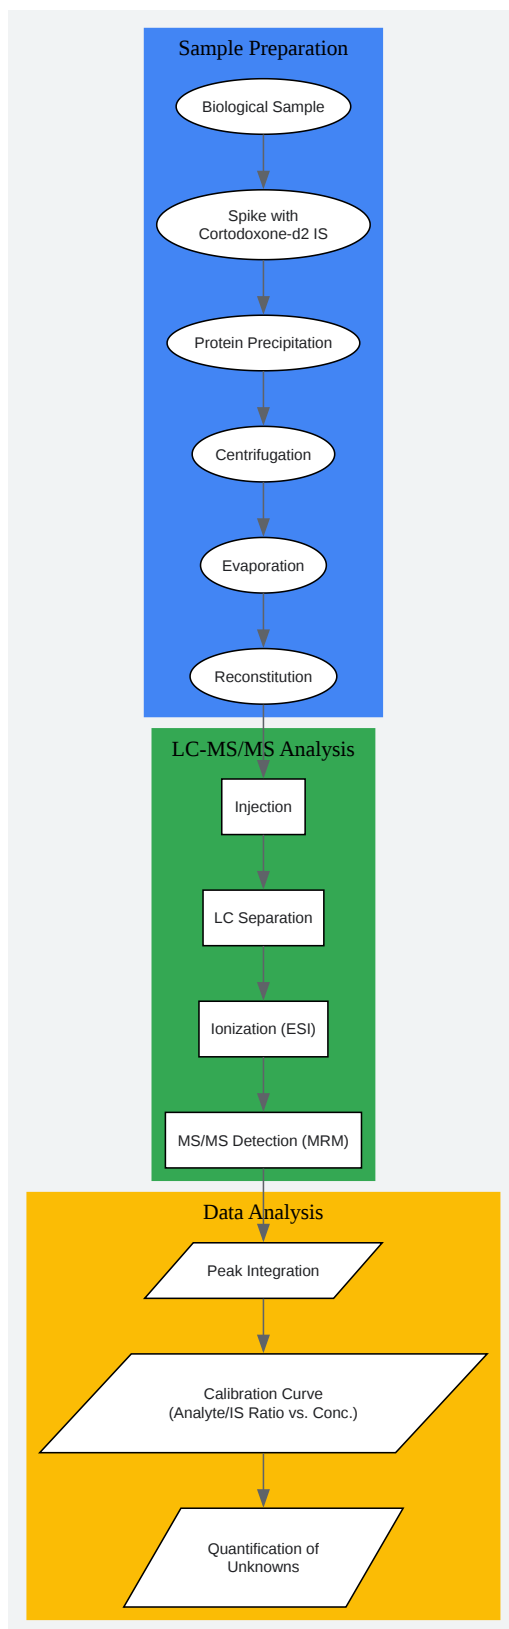 Sample Preparation
Biological Sample
Spike with
Cortodoxone-d2 IS
Protein Precipitation
Centrifugation
Evaporation
Reconstitution
LC-MS/MS Analysis
Injection
LC Separation
Ionization (ESI)
MS/MS Detection (MRM)
Data Analysis
Peak Integration
Calibration Curve
(Analyte/IS Ratio vs. Conc.)
Quantification of
Unknowns